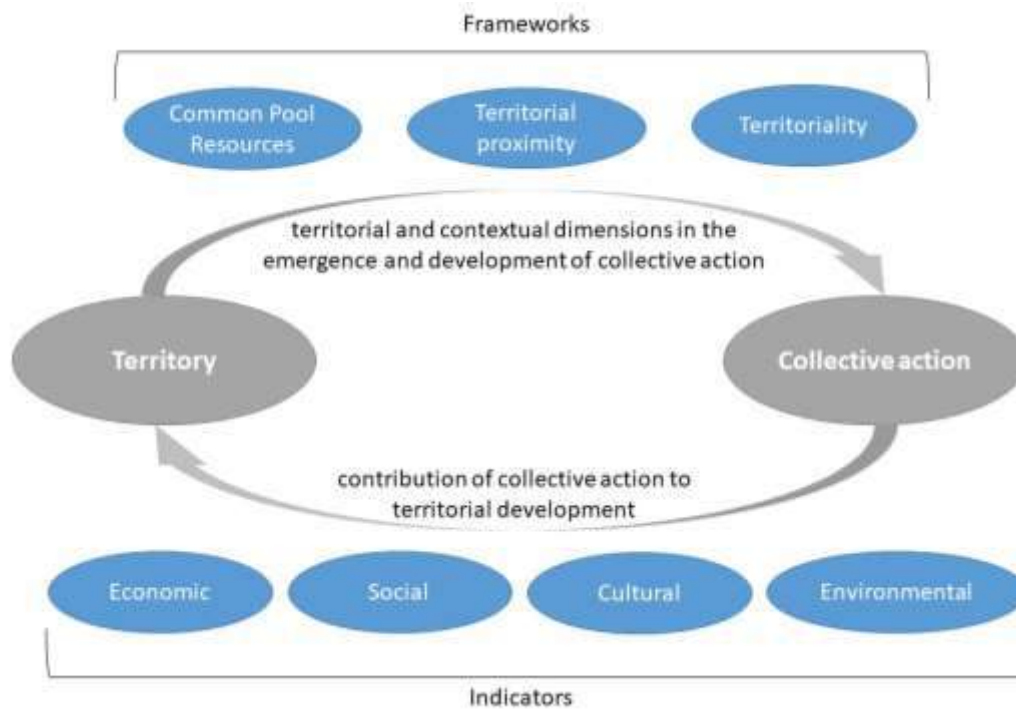 Frameworks
Common Pool
Resources
Territorial
proximity
Territoriality
territorial and contextual dimensions in the
emergence and development of collective action
Territory
Collective action
contribution of collective action to
territorial development
Economic
Social
Cultural
Environmental
Indicators